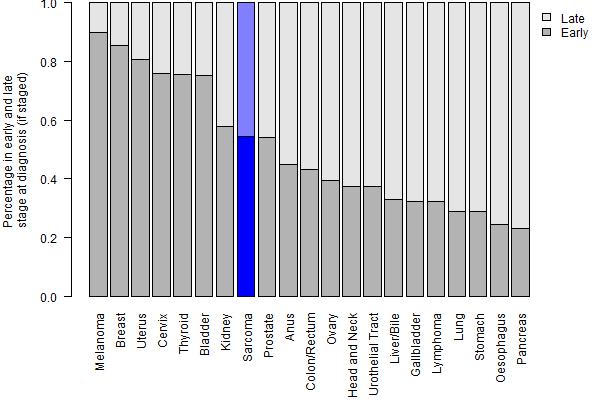 Percentage in early and late
stage at diagnosis (if staged)
1.0
0.8
0.6
0.4
0.2
0.0
Late
Early
Melanoma
Breast
Uterus
Cervix
Thyroid
Bladder
Kidney
Sarcoma
Prostate
Anus
Colon/Rectum
Ovary
Head and Neck
Urothelial Tract
Liver/Bile
Gallbladder
Lymphoma
Lung
Stomach
Oesophagus
Pancreas